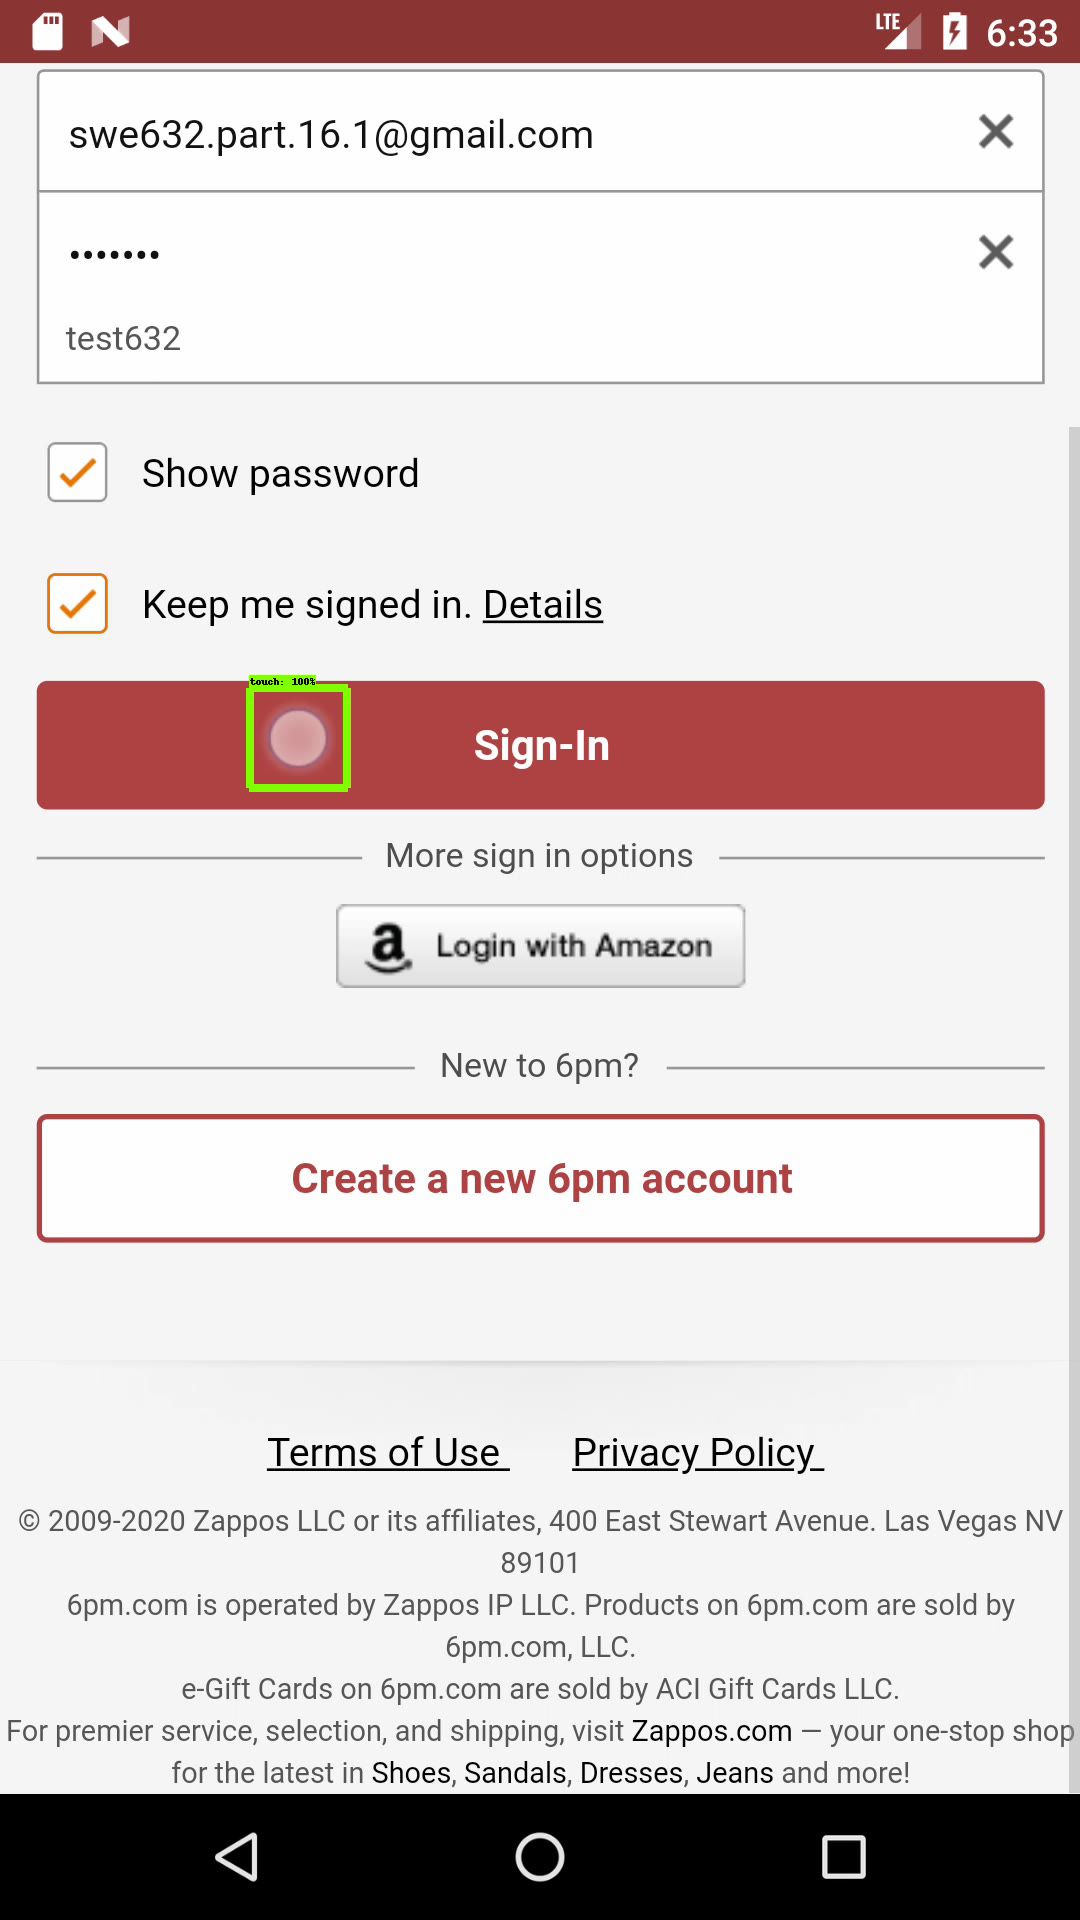 LTE 6:33
swe632.part.16.1@gmail.com
•••••••
test632
Show password
Keep me signed in. Details
touch: 100%
Sign-In
More sign in options
Login with Amazon
New to 6pm?
Create a new 6pm account
Terms of Use Privacy Policy
© 2009-2020 Zappos LLC or its affiliates, 400 East Stewart Avenue. Las Vegas NV
89101
6pm.com is operated by Zappos IP LLC. Products on 6pm.com are sold by
6pm.com, LLC.
e-Gift Cards on 6pm.com are sold by ACI Gift Cards LLC.
For premier service, selection, and shipping, visit Zappos.com — your one-stop shop
for the latest in Shoes, Sandals, Dresses, Jeans and more!